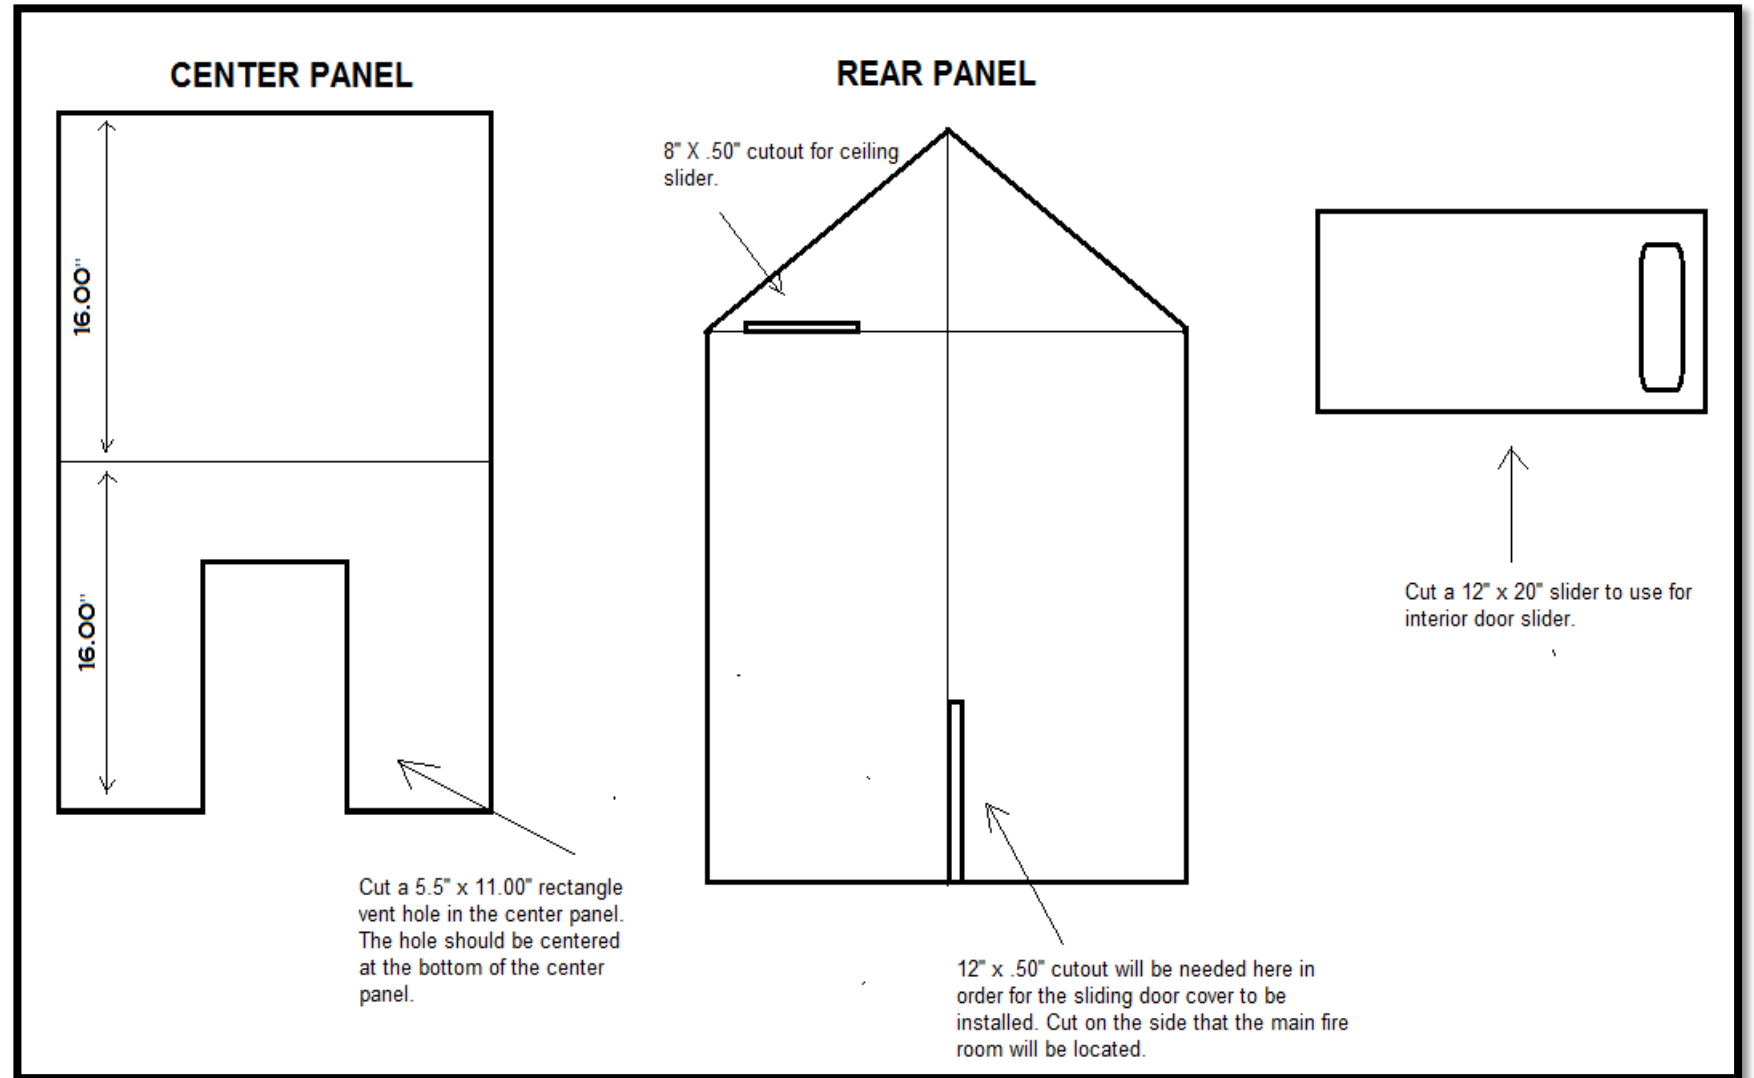 CENTER PANEL
REAR PANEL
8" X .50" cutout for ceiling
slider.
16.00"
16.00"
Cut a 12" x 20" slider to use for
interior door slider.
Cut a 5.5" x 11.00" rectangle
vent hole in the center panel.
The hole should be centered
at the bottom of the center
panel.
12" x .50" cutout will be needed here in
order for the sliding door cover to be
installed. Cut on the side that the main fire
room will be located.